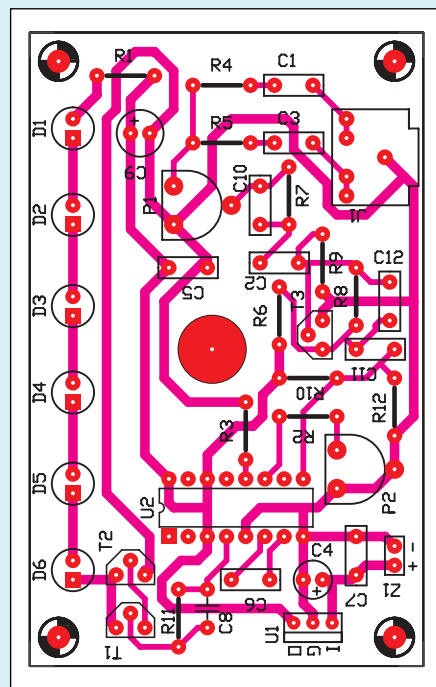 R1
R4
C1
D1
+
C9
R5
C3
P1
C10
R7
J1
D2
C5
C2
R9
T3
R8
C12
D3
R6
C11
D4
R10
R12
R3
R2
D5
U2
P2
T2
D6
C4
+
C7
-
+
Z1
R11
C8
C6
U1
O
G
I
T1